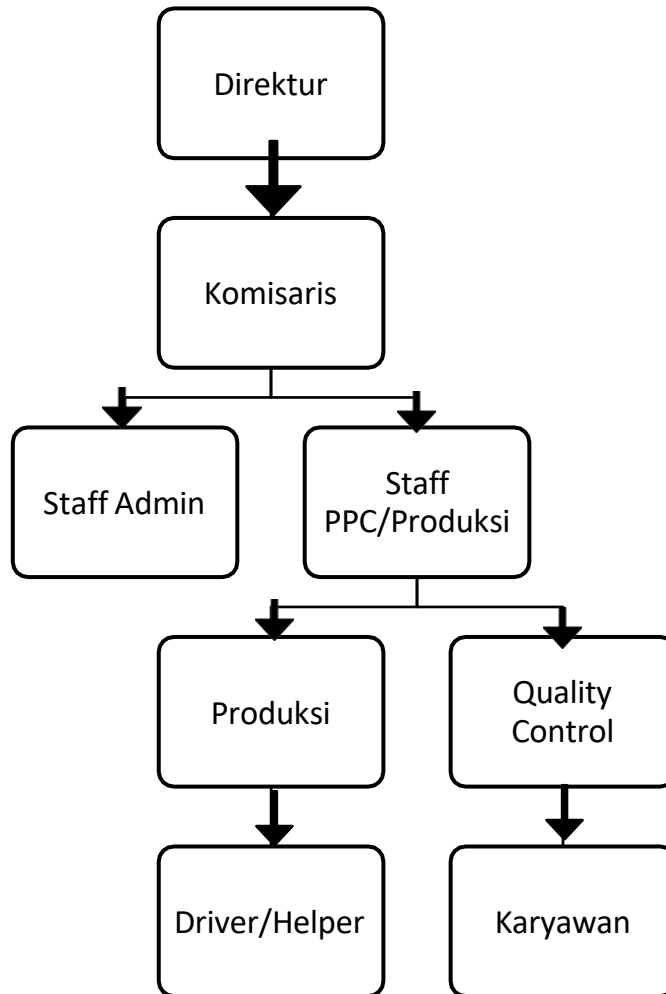 Direktur
Komisaris
Staff Admin
Staff
PPC/Produksi
Produksi
Quality
Control
Driver/Helper
Karyawan